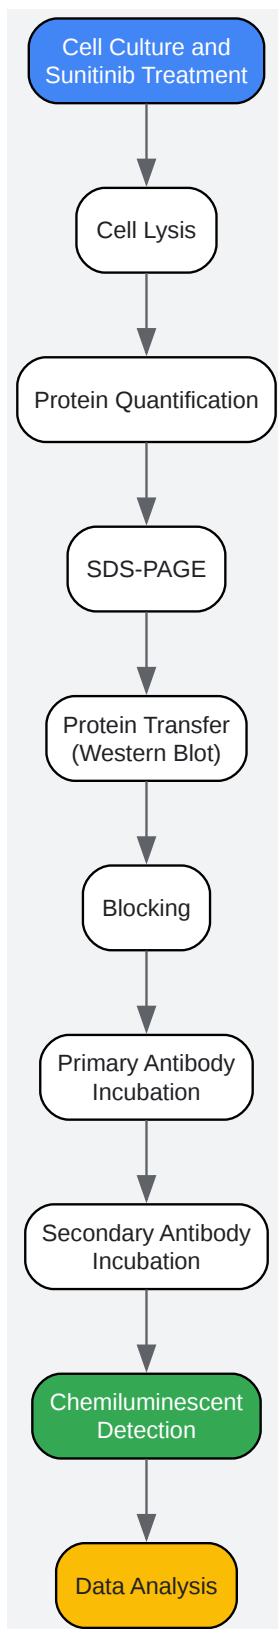 Cell Culture and
Sunitinib Treatment
Cell Lysis
Protein Quantification
SDS-PAGE
Protein Transfer
(Western Blot)
Blocking
Primary Antibody
Incubation
Secondary Antibody
Incubation
Chemiluminescent
Detection
Data Analysis